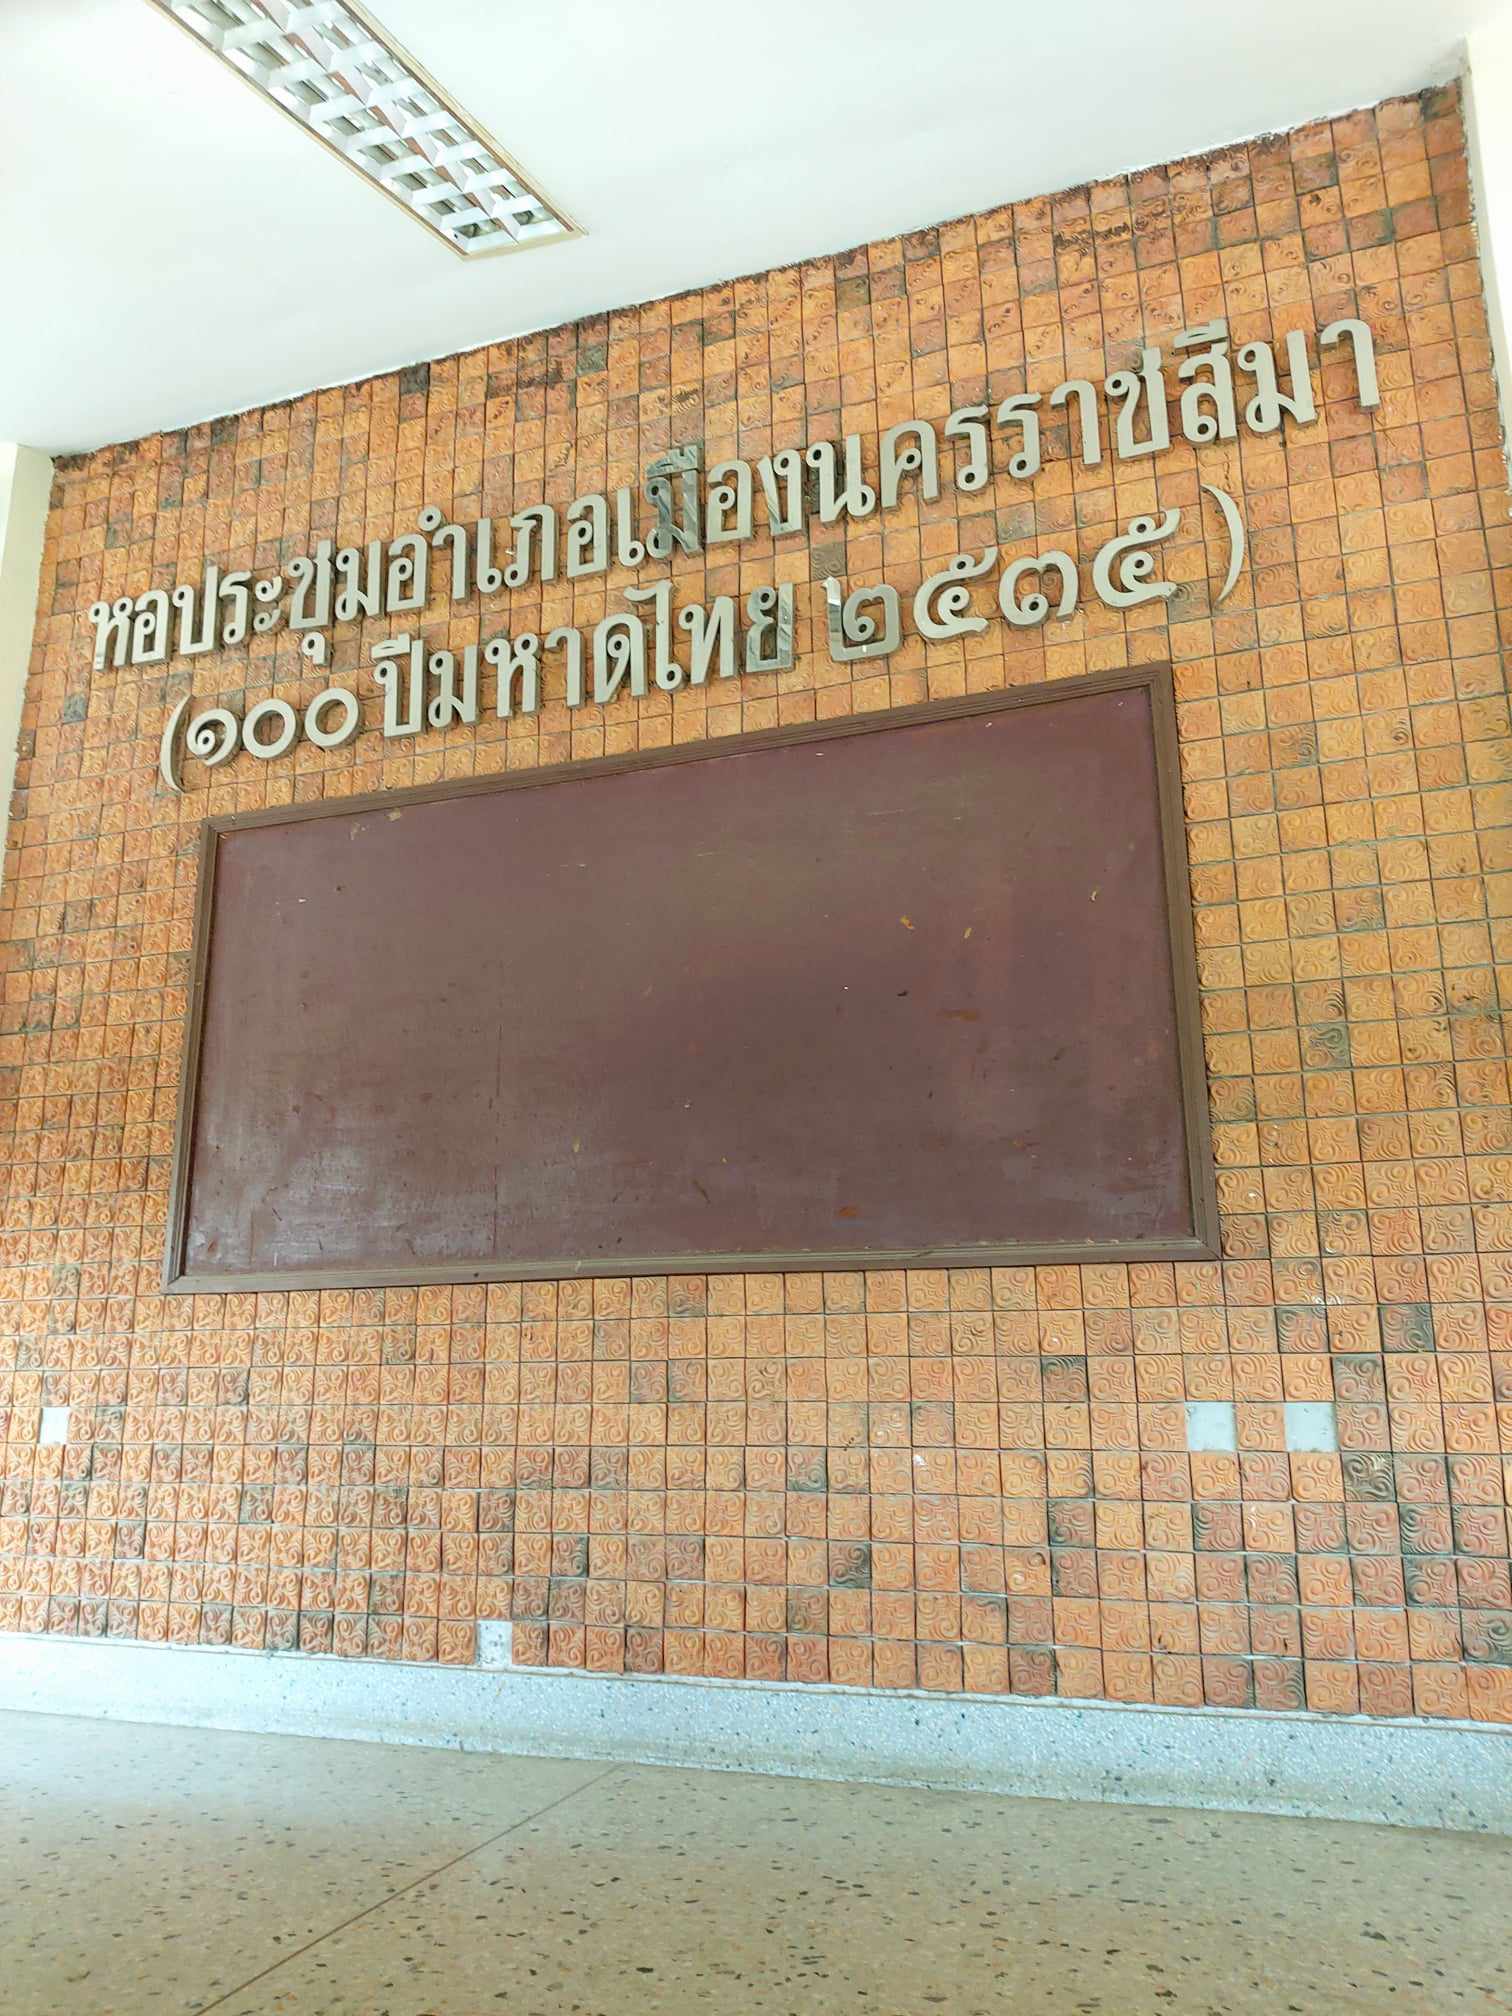 หอประชุมอำเภอเมืองนครราชสีมา
(๑๐๐ ปีมหาดไทย ๒๕๓๕)